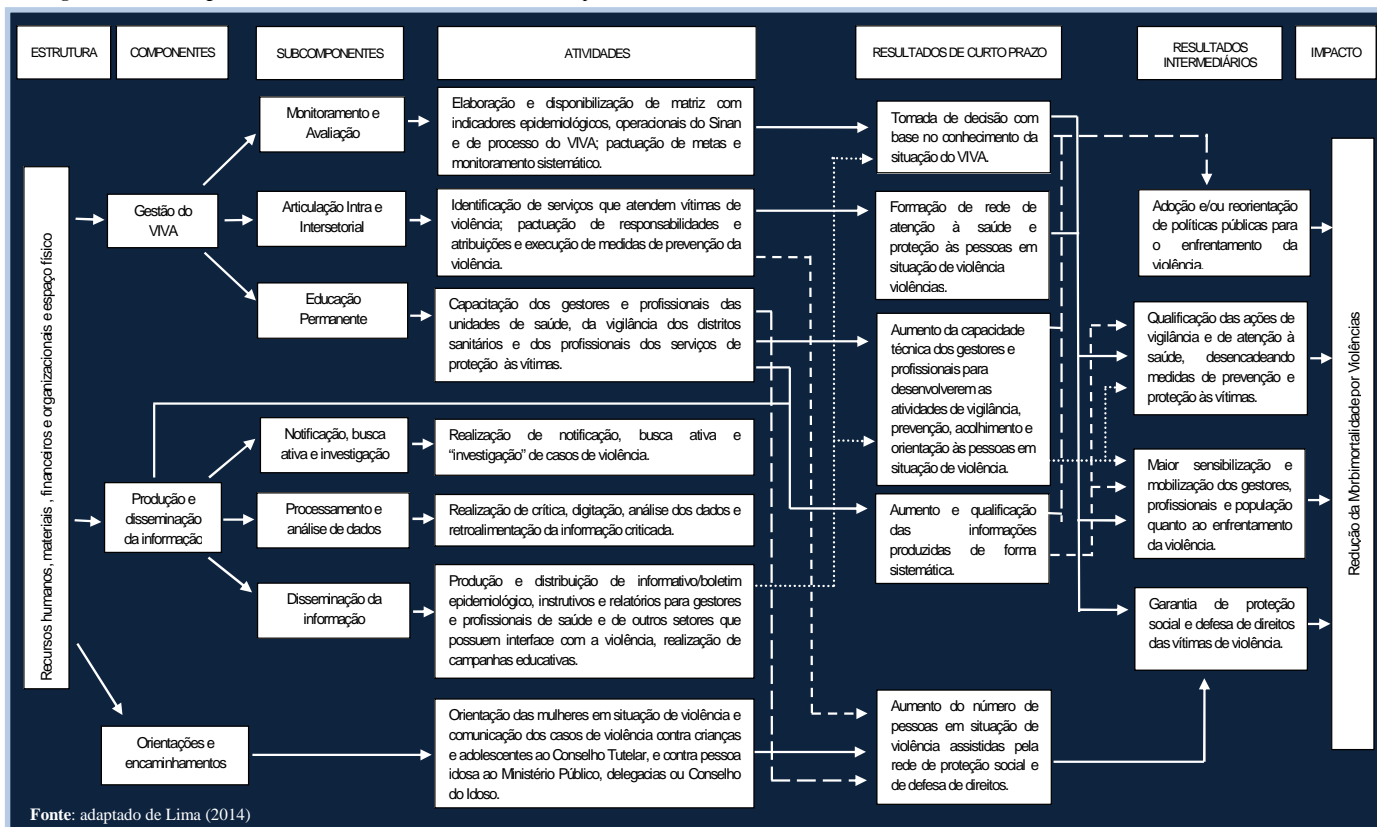 ESTRUTURA
COMPONENTES
SUBCOMPONENTES
ATIVIDADES
RESULTADOS DE CURTO PRAZO
RESULTADOS
INTERMEDIÁRIOS
IMPACTO
Recursos humanos, materiais , financeiros e organizacionais e espaço físico
Gestão do
VIVA
Monitoramento e
Avaliação
Elaboração e disponibilização de matriz com
indicadores epidemiológicos, operacionais do Sinan
e de processo do VIVA; pactuação de metas e
monitoramento sistemático.
Articulação Intra e
Intersetorial
Identificação de serviços que atendem vítimas de
violência; pactuação de responsabilidades e
atribuições e execução de medidas de prevenção da
violência.
Educação
Permanente
Capacitação dos gestores e profissionais das
unidades de saúde, da vigilância dos distritos
sanitários e dos profissionais dos serviços de
proteção às vítimas.
Produção e
disseminação
da informação
Notificação, busca
ativa e investigação
Realização de notificação, busca ativa e
“investigação” de casos de violência.
Processamento e
análise de dados
Realização de crítica, digitação, análise dos dados e
retroalimentação da informação criticada.
Disseminação da
informação
Produção e distribuição de informativo/boletim
epidemiológico, instrutivos e relatórios para gestores
e profissionais de saúde e de outros setores que
possuem interface com a violência, realização de
campanhas educativas.
Orientações e
encaminhamentos
Orientação das mulheres em situação de violência e
comunicação dos casos de violência contra crianças
e adolescentes ao Conselho Tutelar, e contra pessoa
idosa ao Ministério Público, delegacias ou Conselho
do Idoso.
Tomada de decisão com
base no conhecimento da
situação do VIVA.
Formação de rede de
atenção à saúde e
proteção às pessoas em
situação de violência
violências.
Aumento da capacidade
técnica dos gestores e
profissionais para
desenvolverem as
atividades de vigilância,
prevenção, acolhimento e
orientação às pessoas em
situação de violência.
Aumento e qualificação
das informações
produzidas de forma
sistemática.
Aumento do número de
pessoas em situação de
violência assistidas pela
rede de proteção social e
de defesa de direitos.
Adoção e/ou reorientação
de políticas públicas para
o enfrentamento da
violência.
Qualificação das ações de
vigilância e de atenção à
saúde, desencadeando
medidas de prevenção e
proteção às vítimas.
Maior sensibilização e
mobilização dos gestores,
profissionais e população
quanto ao enfrentamento
da violência.
Garantia de proteção
social e defesa de direitos
das vítimas de violência.
Redução da Morbimortalidade por Violências
Fonte: adaptado de Lima (2014)